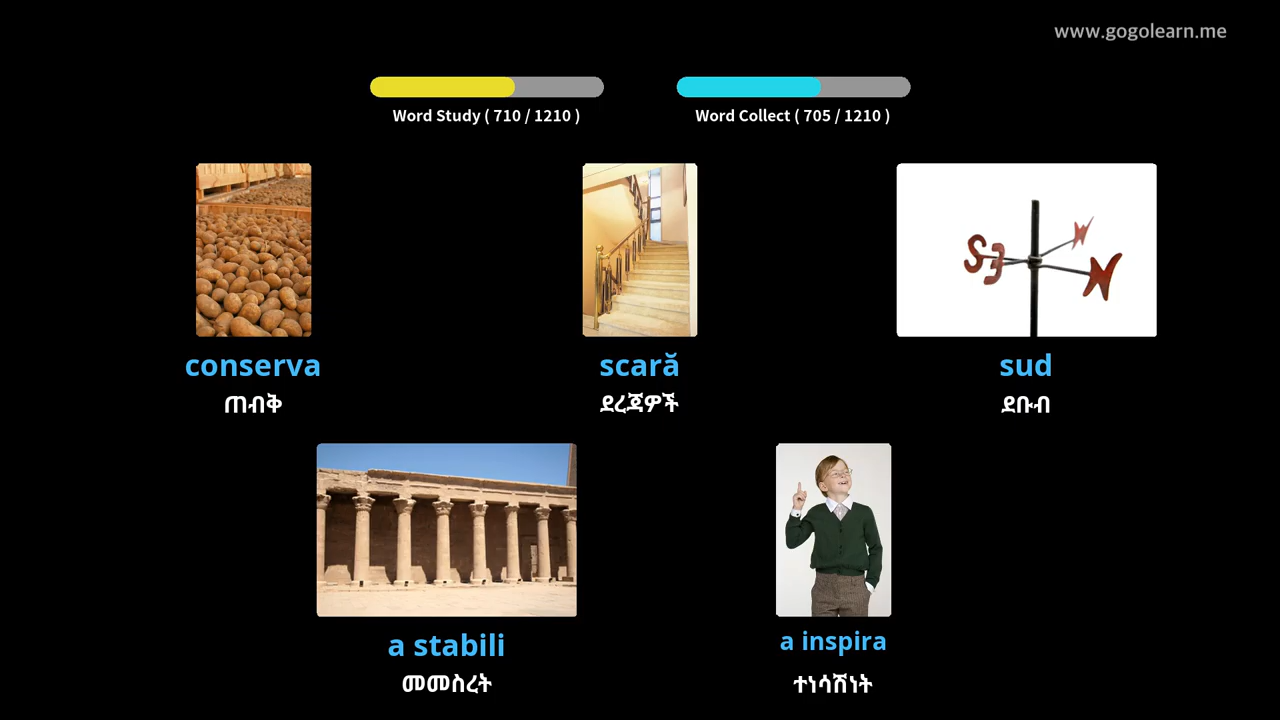 www.gogolearn.me
Word Study ( 710 / 1210 )
Word Collect ( 705 / 1210 )
conserva
ጠብቅ
scară
ደረጃዎች
sud
ደቡብ
a stabili
መመስረት
a inspira
ተነሳሽነት